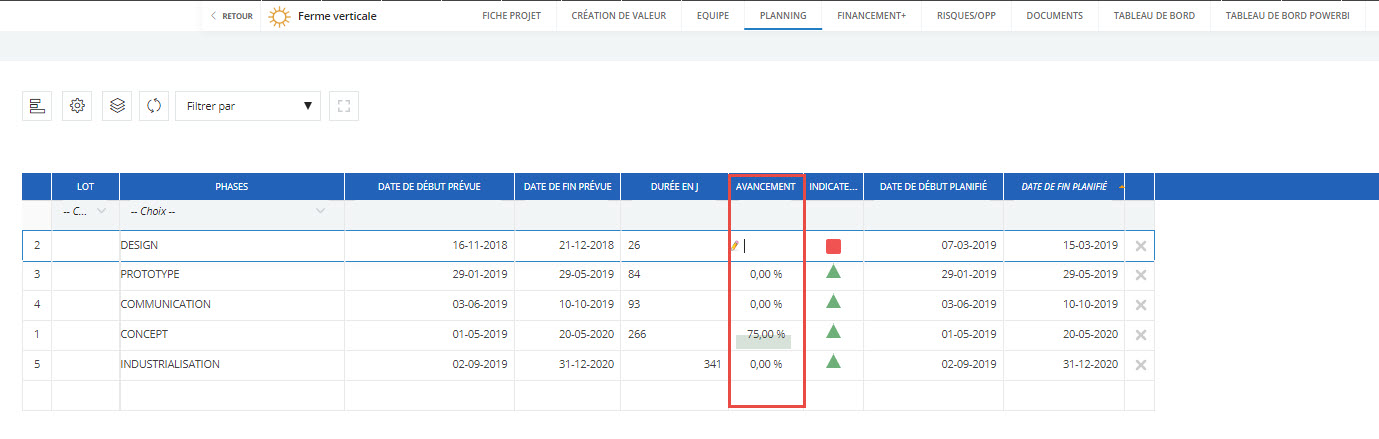 RETOUR Ferme verticale FICHE PROJET CRÉATION DE VALEUR EQUIPE PLANNING FINANCEMENT+ RISQUES/OPP DOCUMENTS TABLEAU DE BORD TABLEAU DE BORD POWERBI
Filtrer par
LOT PHASES DATE DE DÉBUT PRÉVUE DATE DE FIN PRÉVUE DURÉE EN J AVANCEMENT INDICATE... DATE DE DÉBUT PLANIFIÉ DATE DE FIN PLANIFIÉ
-- C... -- Choix --
2 DESIGN 16-11-2018 21-12-2018 26 07-03-2019 15-03-2019
3 PROTOTYPE 29-01-2019 29-05-2019 84 0,00 % 29-01-2019 29-05-2019
4 COMMUNICATION 03-06-2019 10-10-2019 93 0,00 % 03-06-2019 10-10-2019
1 CONCEPT 01-05-2019 20-05-2020 266 75,00 % 01-05-2019 20-05-2020
5 INDUSTRIALISATION 02-09-2019 31-12-2020 341 0,00 % 02-09-2019 31-12-2020